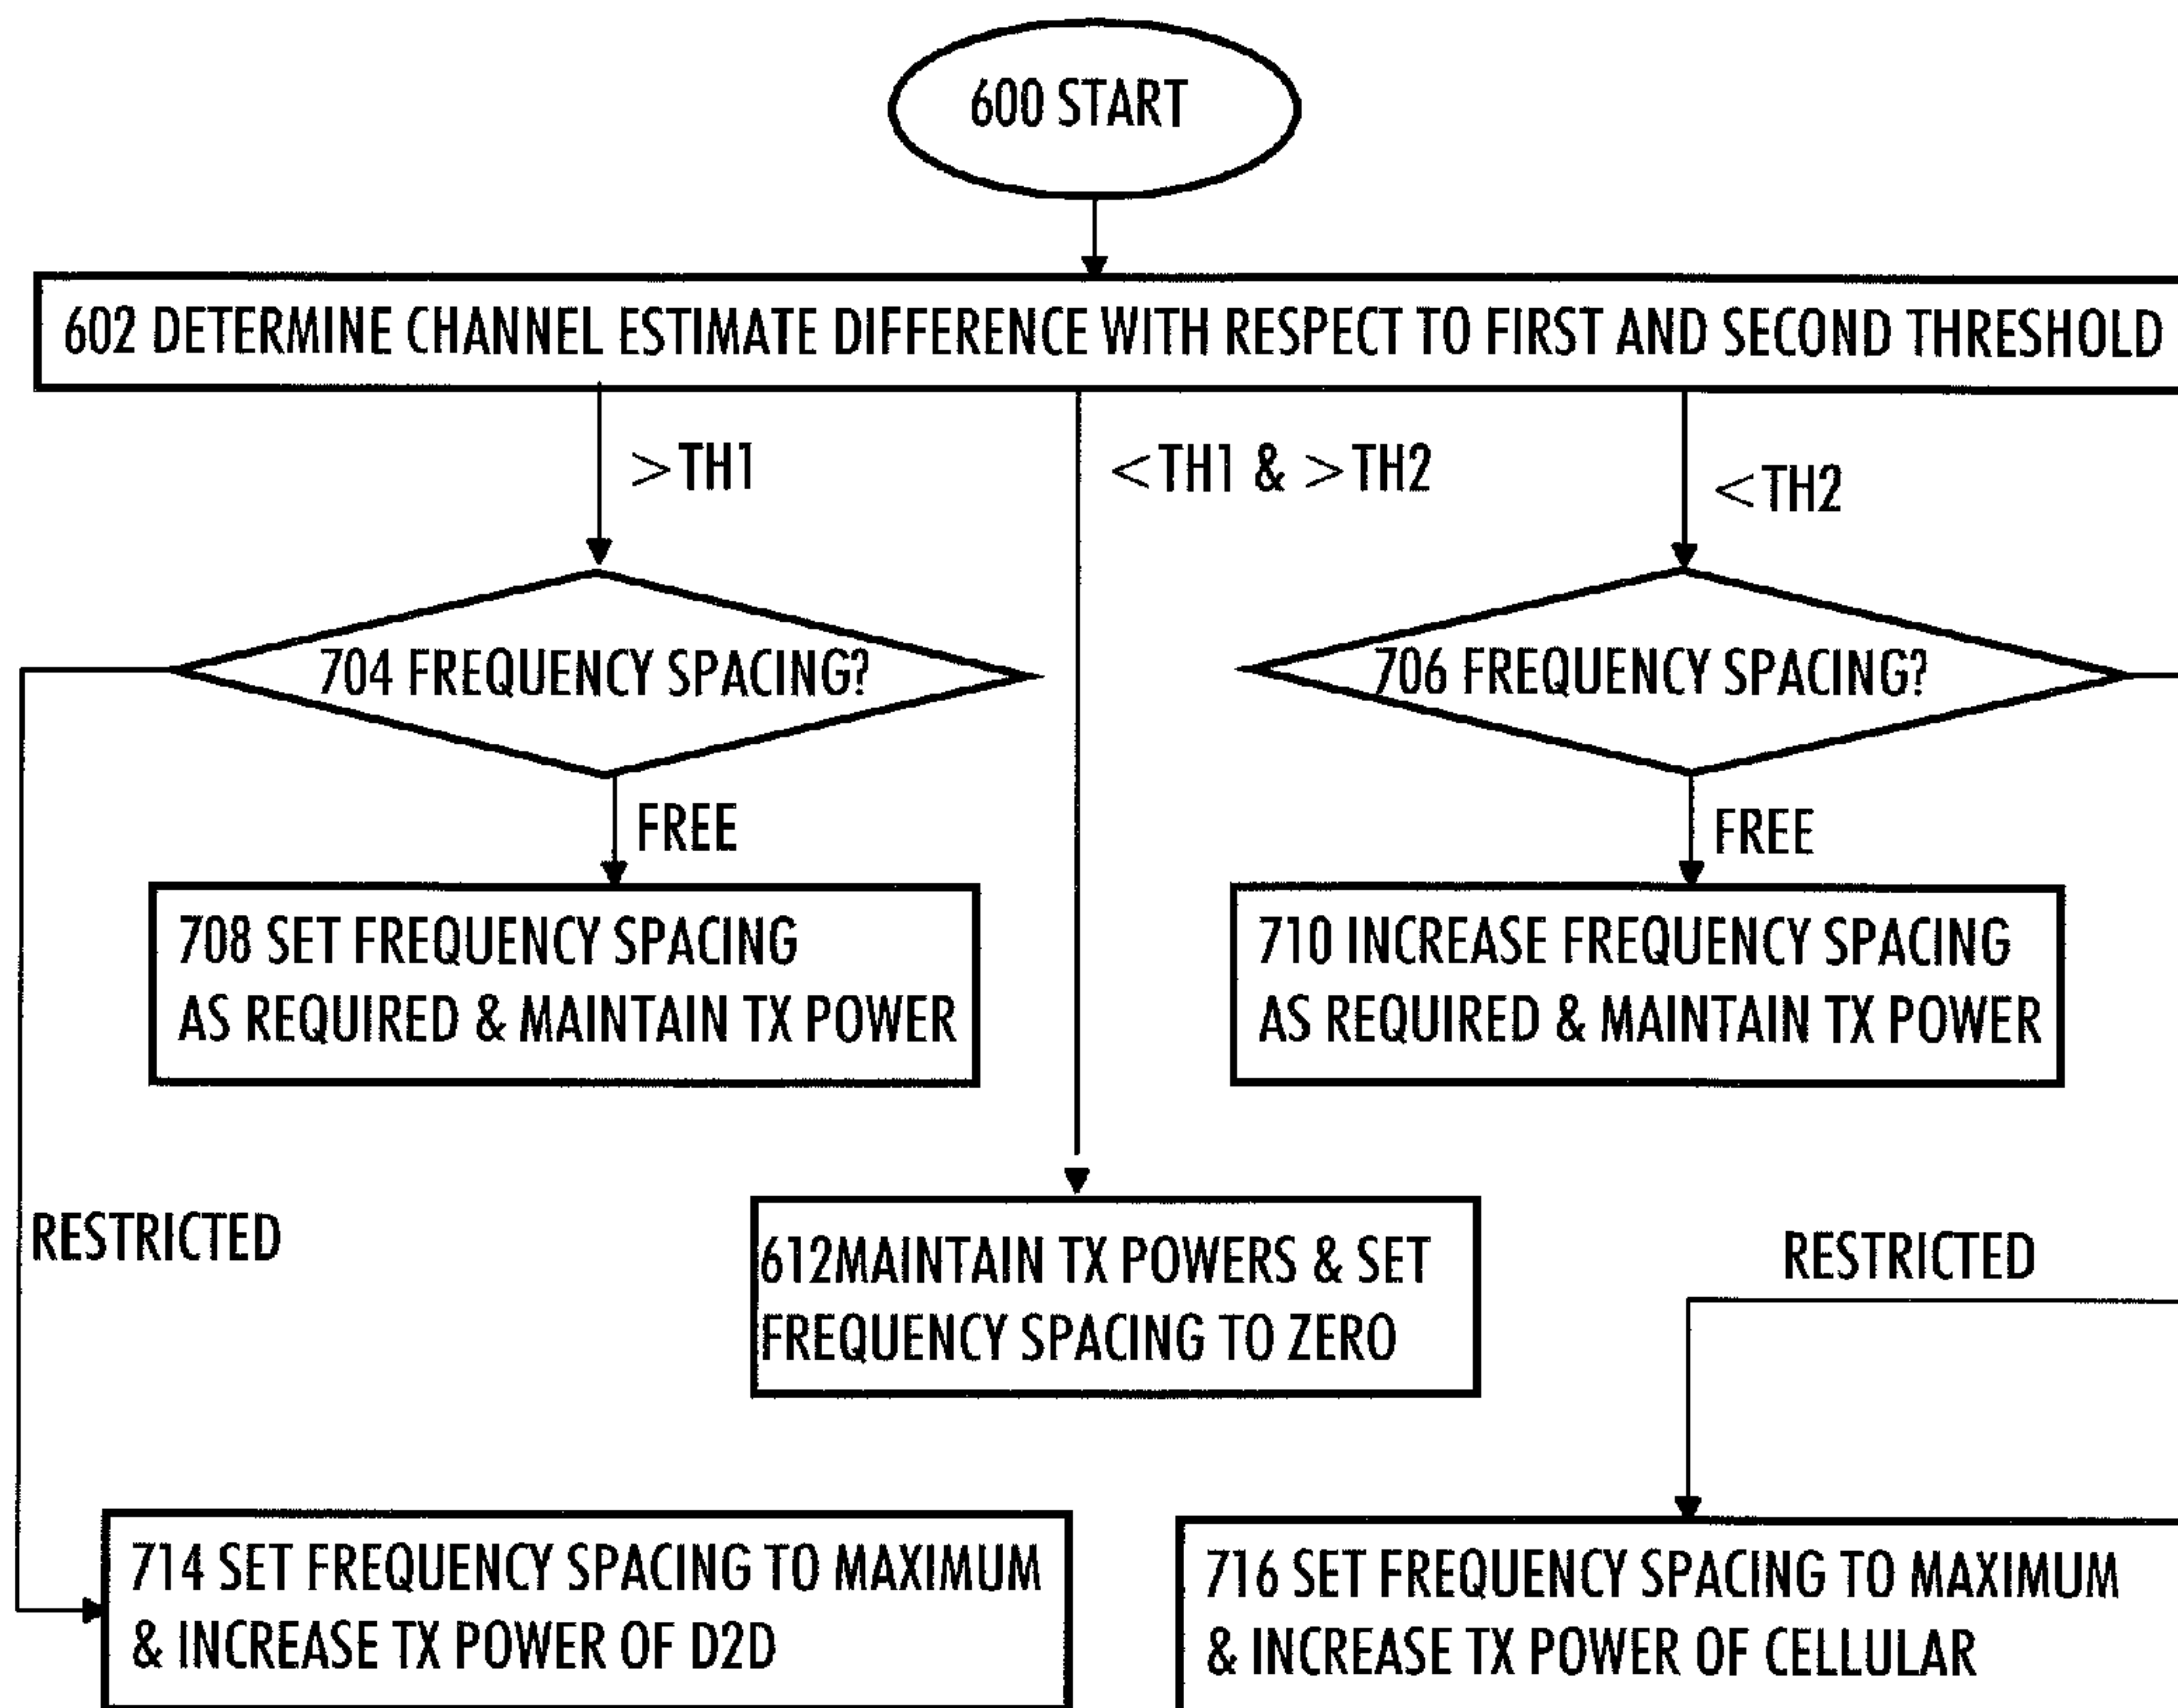 600 START
602 DETERMINE CHANNEL ESTIMATE DIFFERENCE WITH RESPECT TO FIRST AND SECOND THRESHOLD
>TH1
<TH1 & >TH2
<TH2
704 FREQUENCY SPACING?
706 FREQUENCY SPACING?
FREE
FREE
708 SET FREQUENCY SPACING
AS REQUIRED & MAINTAIN TX POWER
710 INCREASE FREQUENCY SPACING
AS REQUIRED & MAINTAIN TX POWER
RESTRICTED
612MAINTAIN TX POWERS & SET
FREQUENCY SPACING TO ZERO
RESTRICTED
714 SET FREQUENCY SPACING TO MAXIMUM
& INCREASE TX POWER OF D2D
716 SET FREQUENCY SPACING TO MAXIMUM
& INCREASE TX POWER OF CELLULAR